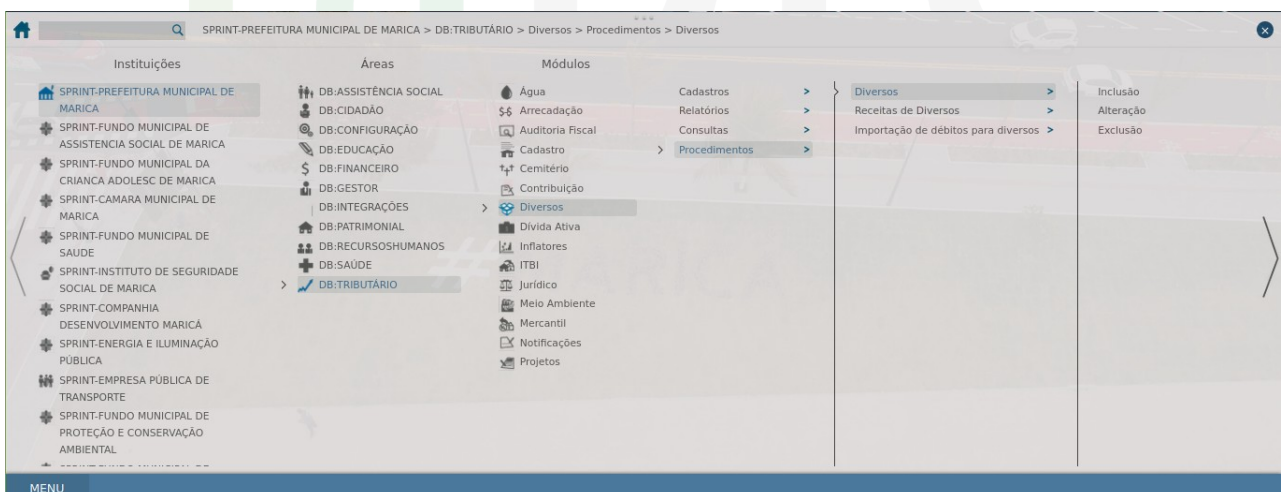 SPRINT-PREFEITURA MUNICIPAL DE MARICA > DB:TRIBUTÁRIO > Diversos > Procedimentos > Diversos
Instituições
SPRINT-PREFEITURA MUNICIPAL DE
MARICA
SPRINT-FUNDO MUNICIPAL DE
ASSISTENCIA SOCIAL DE MARICA
SPRINT-FUNDO MUNICIPAL DA
CRIANCA ADOLESC DE MARICA
SPRINT-CAMARA MUNICIPAL DE
MARICA
SPRINT-FUNDO MUNICIPAL DE
SAUDE
SPRINT-INSTITUTO DE SEGURIDADE
SOCIAL DE MARICA
SPRINT-COMPANHIA
DESENVOLVIMENTO MARICÁ
SPRINT-ENERGIA E ILUMINAÇÃO
PÚBLICA
SPRINT-EMPRESA PÚBLICA DE
TRANSPORTE
SPRINT-FUNDO MUNICIPAL DE
PROTEÇÃO E CONSERVAÇÃO
AMBIENTAL
Áreas
DB:ASSISTÊNCIA SOCIAL
DB:CIDADÃO
DB:CONFIGURAÇÃO
DB:EDUCAÇÃO
DB:FINANCEIRO
DB:GESTOR
DB:INTEGRAÇÕES
DB:PATRIMONIAL
DB:RECURSOSHUMANOS
DB:SAÚDE
> DB:TRIBUTÁRIO
Módulos
Água
Arrecadação
Auditoria Fiscal
Cadastro
Cemitério
Contribuição
> Diversos
Dívida Ativa
Inflatores
ITBI
Jurídico
Meio Ambiente
Mercantil
Notificações
Projetos
Cadastros >
Relatórios >
Consultas >
> Procedimentos >
Diversos >
Receitas de Diversos >
Importação de débitos para diversos >
Inclusão
Alteração
Exclusão
MENU